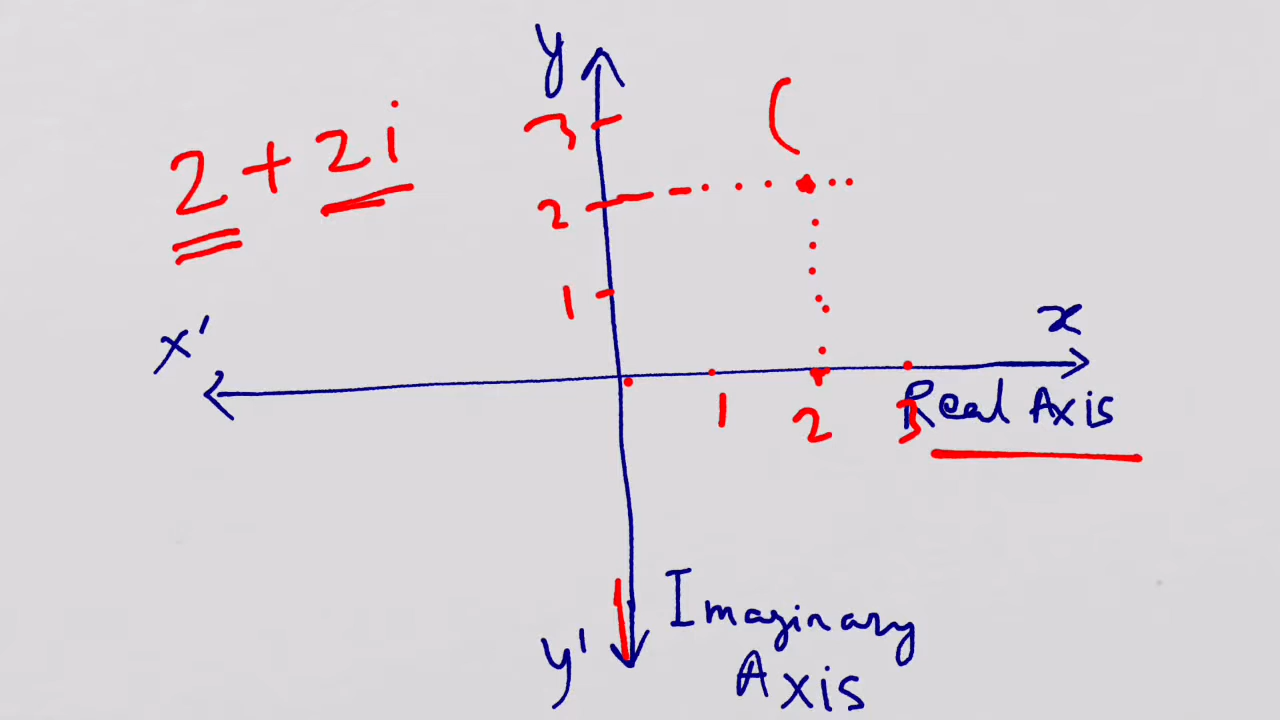 y
3
(
2 + 2i
2
1
x'
x
1 2 3
Real Axis
Imaginary
Axis
y'